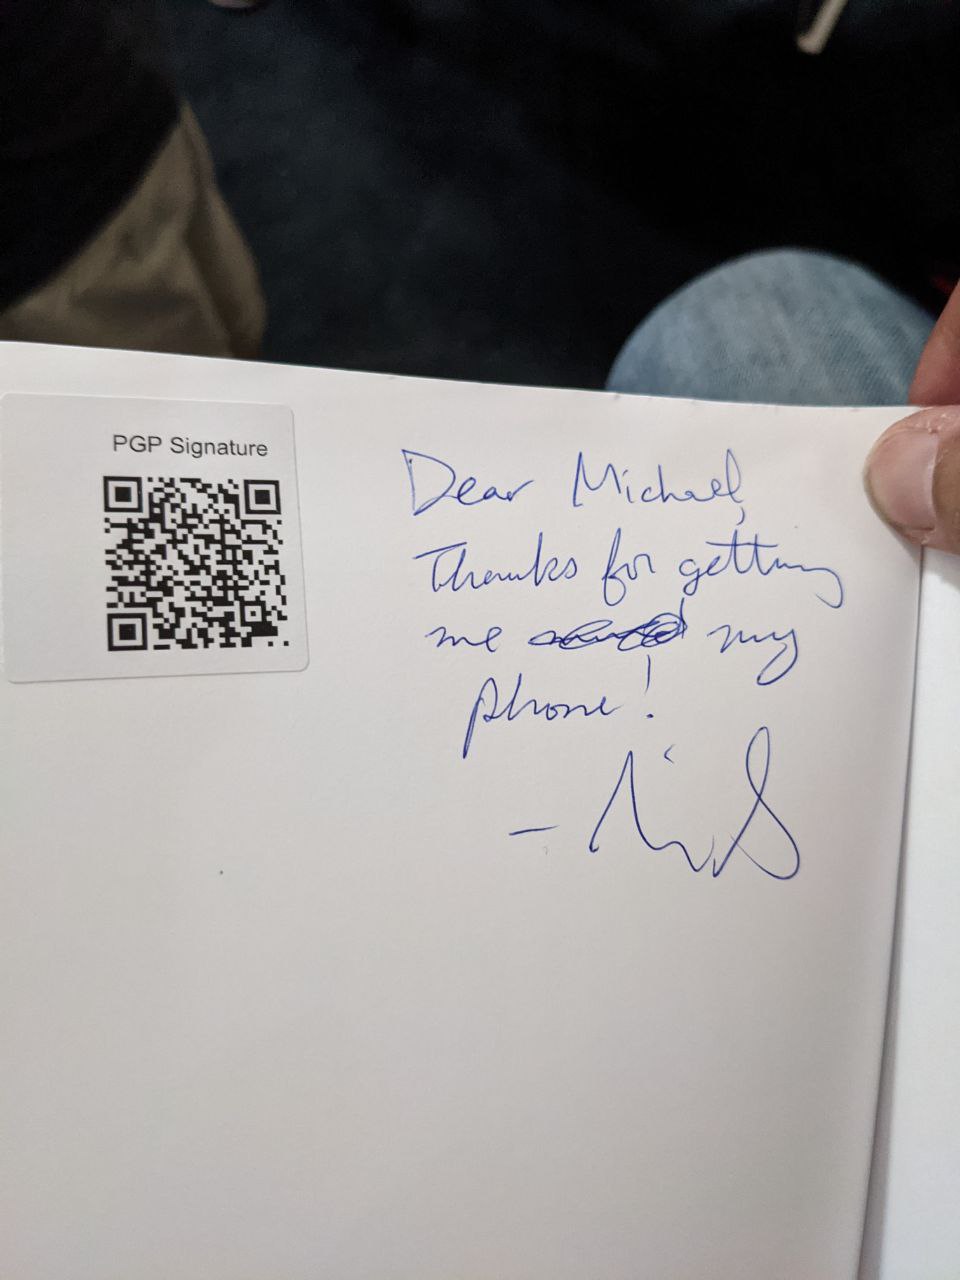 PGP Signature
Dear Michael,
Thanks for getting
me my
phone!